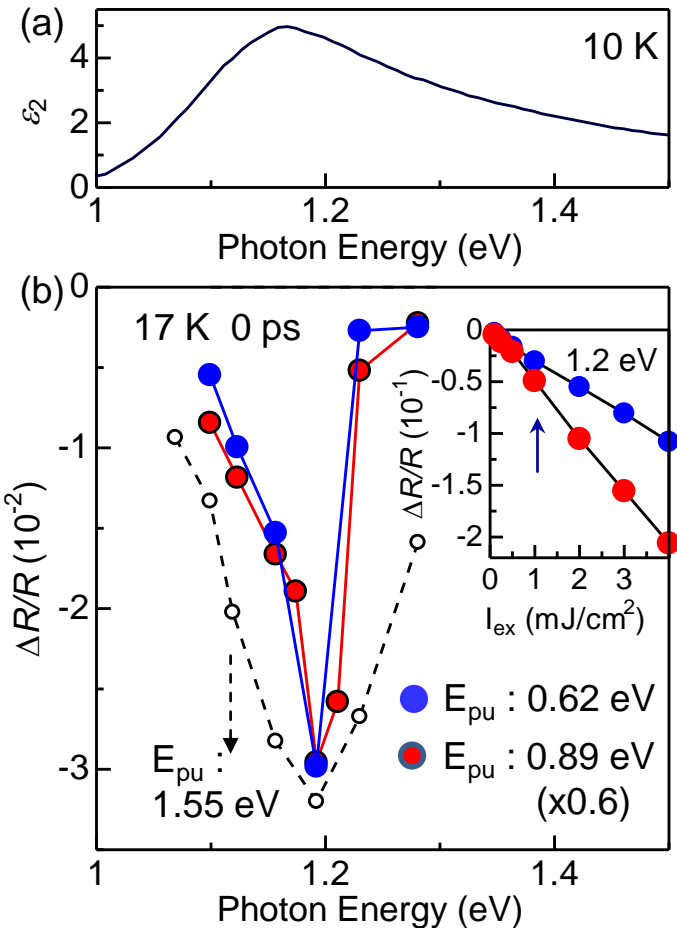 (a)
10 K
4
2
0
ε₂
1 1.2 1.4
Photon Energy (eV)
(b)
17 K 0 ps
0
-1
-2
-3
ΔR/R (10⁻²)
1.2 eV
0
-0.5
-1
-1.5
-2
ΔR/R (10⁻¹)
0 1 2 3
I_ex (mJ/cm²)
E_pu : 0.62 eV
E_pu : 0.89 eV
(x0.6)
E_pu :
1.55 eV
1 1.2 1.4
Photon Energy (eV)